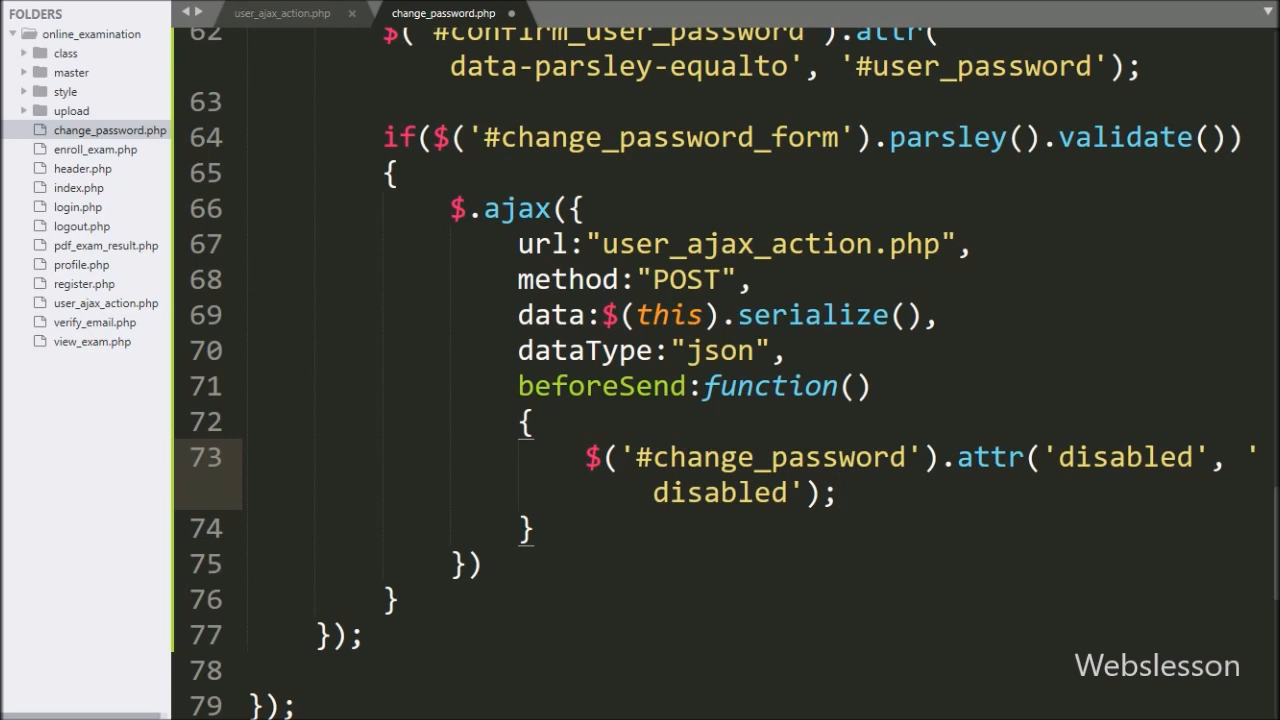 FOLDERS
online_examination
class
master
style
upload
change_password.php
enroll_exam.php
header.php
index.php
login.php
logout.php
pdf_exam_result.php
profile.php
register.php
user_ajax_action.php
verify_email.php
view_exam.php
user_ajax_action.php × change_password.php
62 $('#confirm_user_password').attr('
data-parsley-equalto', '#user_password');
63
64 if($('#change_password_form').parsley().validate())
65 {
66 $.ajax({
67 url:"user_ajax_action.php",
68 method:"POST",
69 data:$(this).serialize(),
70 dataType:"json",
71 beforeSend:function()
72 {
73 $('#change_password').attr('disabled', '
disabled');
74 }
75 })
76 }
77 });
78
79 });
Webslesson